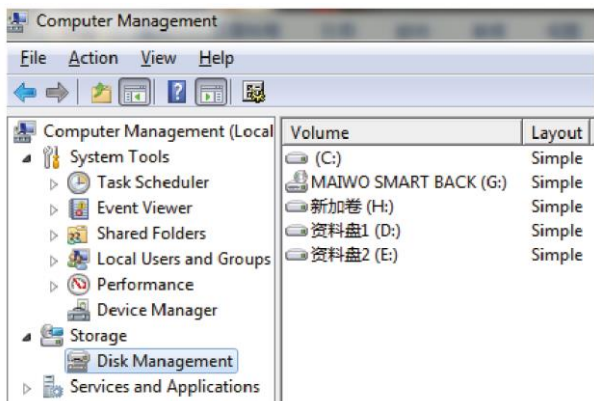 Computer Management
File Action View Help
Computer Management (Local
System Tools
Task Scheduler
Event Viewer
Shared Folders
Local Users and Groups
Performance
Device Manager
Storage
Disk Management
Services and Applications
Volume Layout
(C:) Simple
MAIWO SMART BACK (G:) Simple
新加卷 (H:) Simple
资料盘1 (D:) Simple
资料盘2 (E:) Simple